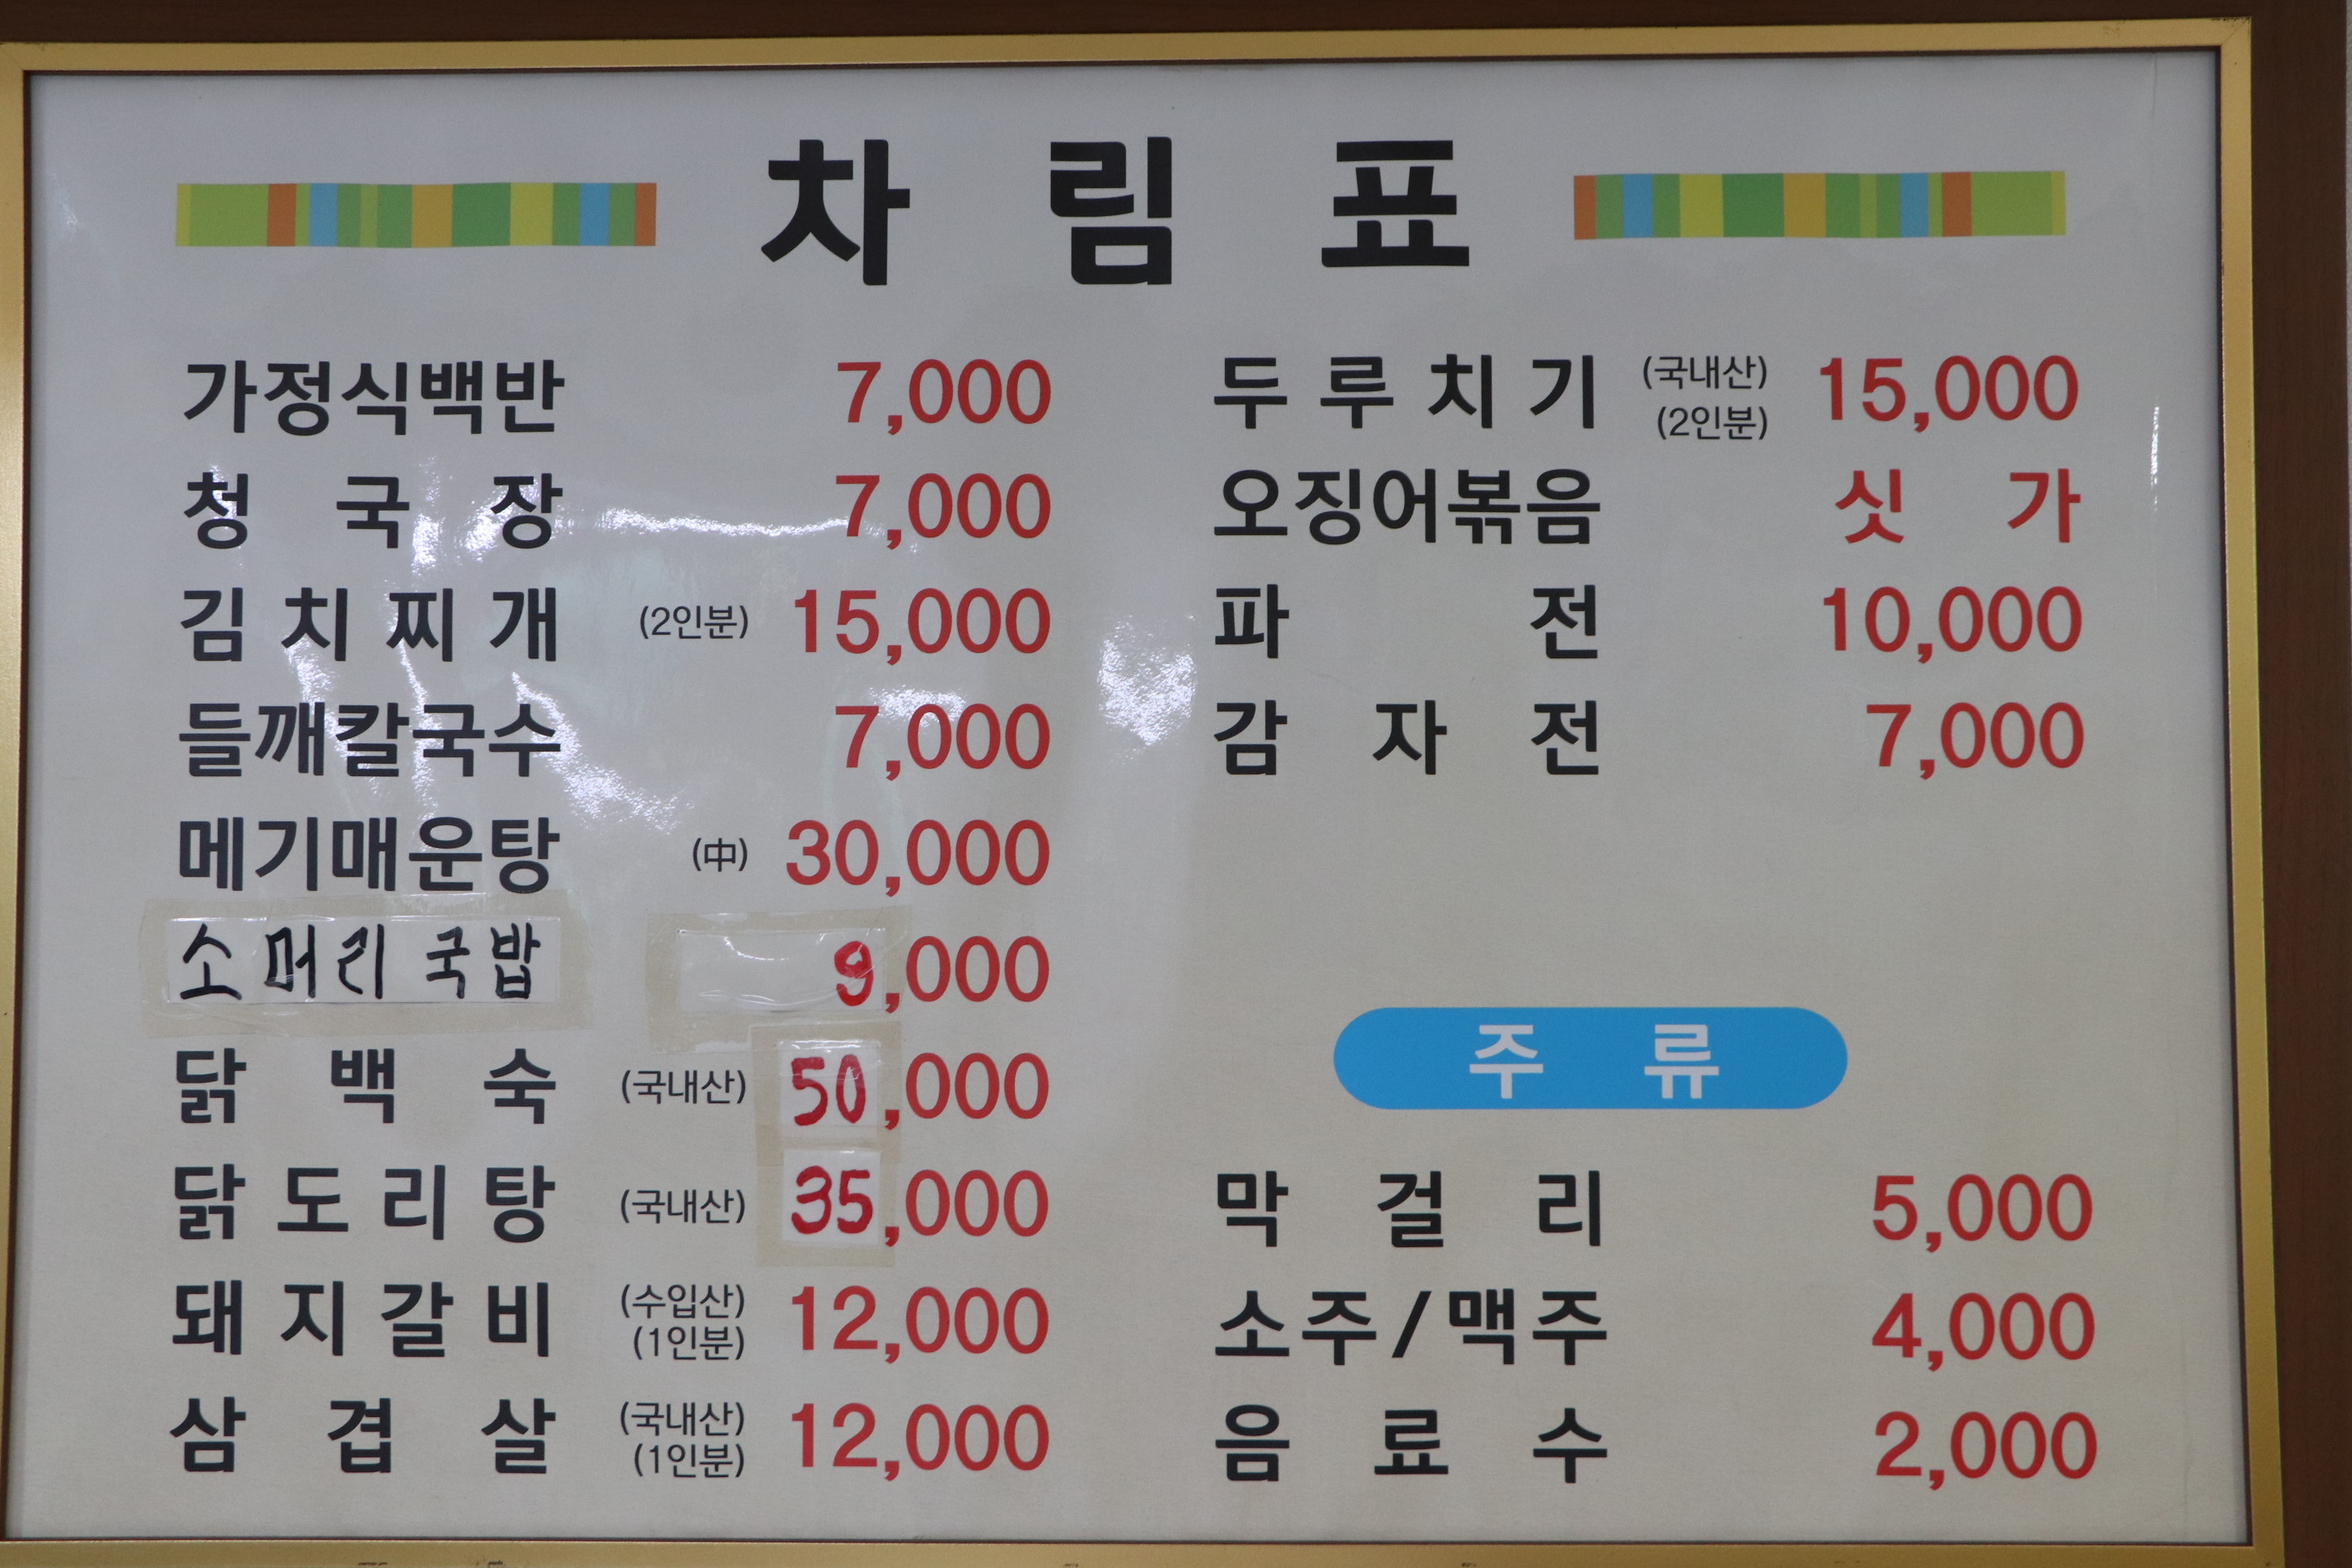 차림표
가정식백반 7,000
청국장 7,000
김치찌개 (2인분) 15,000
들깨칼국수 7,000
메기매운탕 (中) 30,000
소머리국밥 9,000
닭백숙 (국내산) 50,000
닭도리탕 (국내산) 35,000
돼지갈비 (수입산) (1인분) 12,000
삼겹살 (국내산) (1인분) 12,000
두루치기 (국내산) (2인분) 15,000
오징어볶음 싯가
파전 10,000
감자전 7,000
주류
막걸리 5,000
소주/맥주 4,000
음료수 2,000